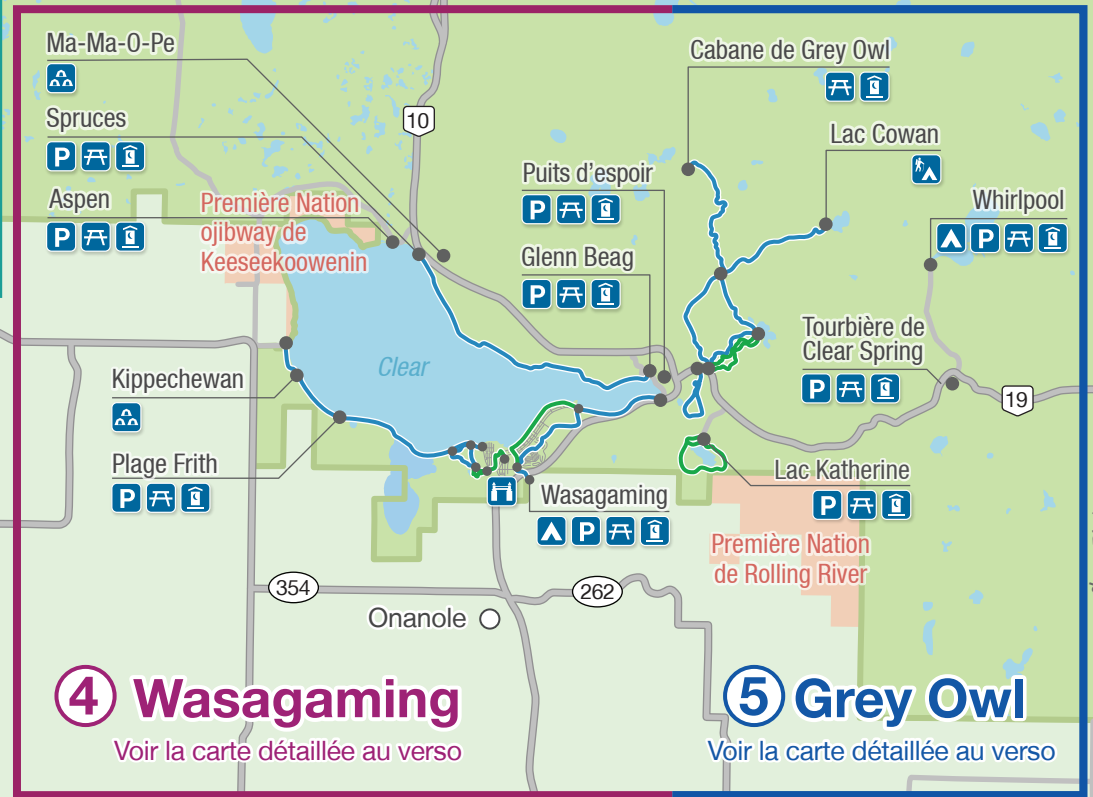 Ma-Ma-O-Pe
Spruces
P
Aspen
P
Première Nation
ojibway de
Keeseekoowenin
10
Cabane de Grey Owl
Lac Cowan
Puits d'espoir
P
Glenn Beag
P
Whirlpool
P
Tourbière de
Clear Spring
P
19
Clear
Kippechewan
Plage Frith
P
Wasagaming
P
Lac Katherine
P
Première Nation
de Rolling River
354
262
Onanole
4 Wasagaming
Voir la carte détaillée au verso
5 Grey Owl
Voir la carte détaillée au verso